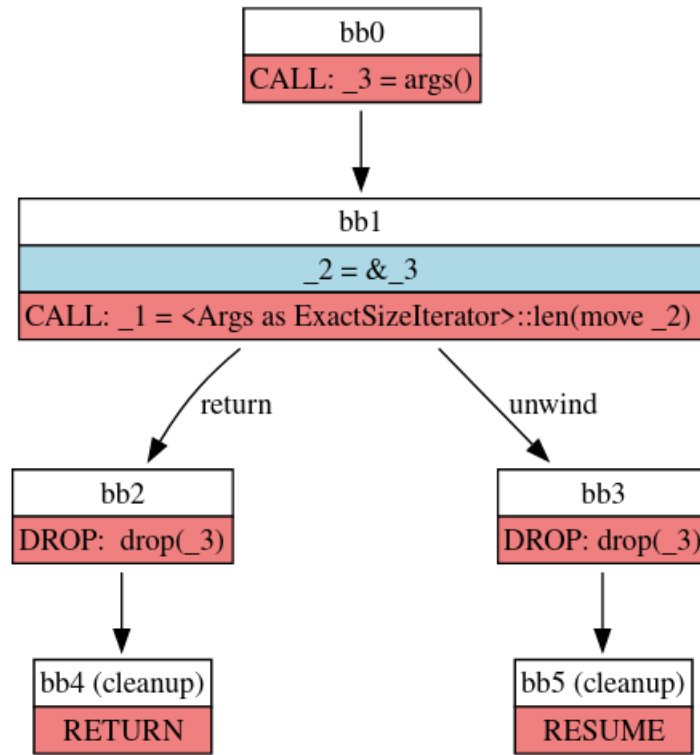 bb0
CALL: _3 = args()
bb1
_2 = &_3
CALL: _1 = <Args as ExactSizeIterator>::len(move _2)
return
unwind
bb2
DROP:  drop(_3)
bb3
DROP: drop(_3)
bb4 (cleanup)
RETURN
bb5 (cleanup)
RESUME